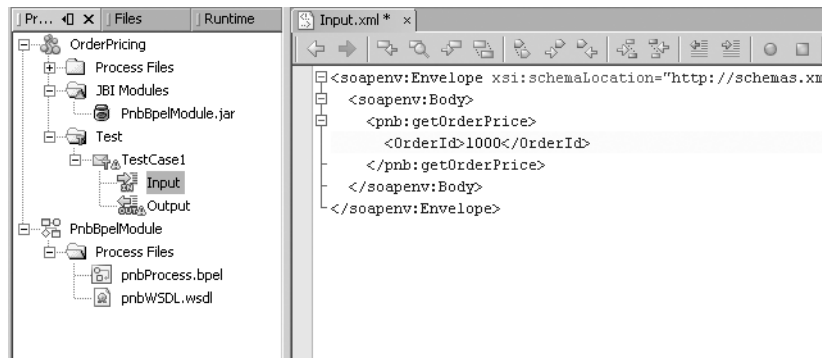 Pr...
Files
Runtime
OrderPricing
Process Files
JBI Modules
PnbBpelModule.jar
Test
TestCase1
Input
Output
PnbBpelModule
Process Files
pnbProcess.bpel
pnbWSDL.wsdl
Input.xml *
<soapenv:Envelope xsi:schemaLocation="http://schemas.xm
<soapenv:Body>
<pnb:getOrderPrice>
<OrderId>1000</OrderId>
</pnb:getOrderPrice>
</soapenv:Body>
</soapenv:Envelope>